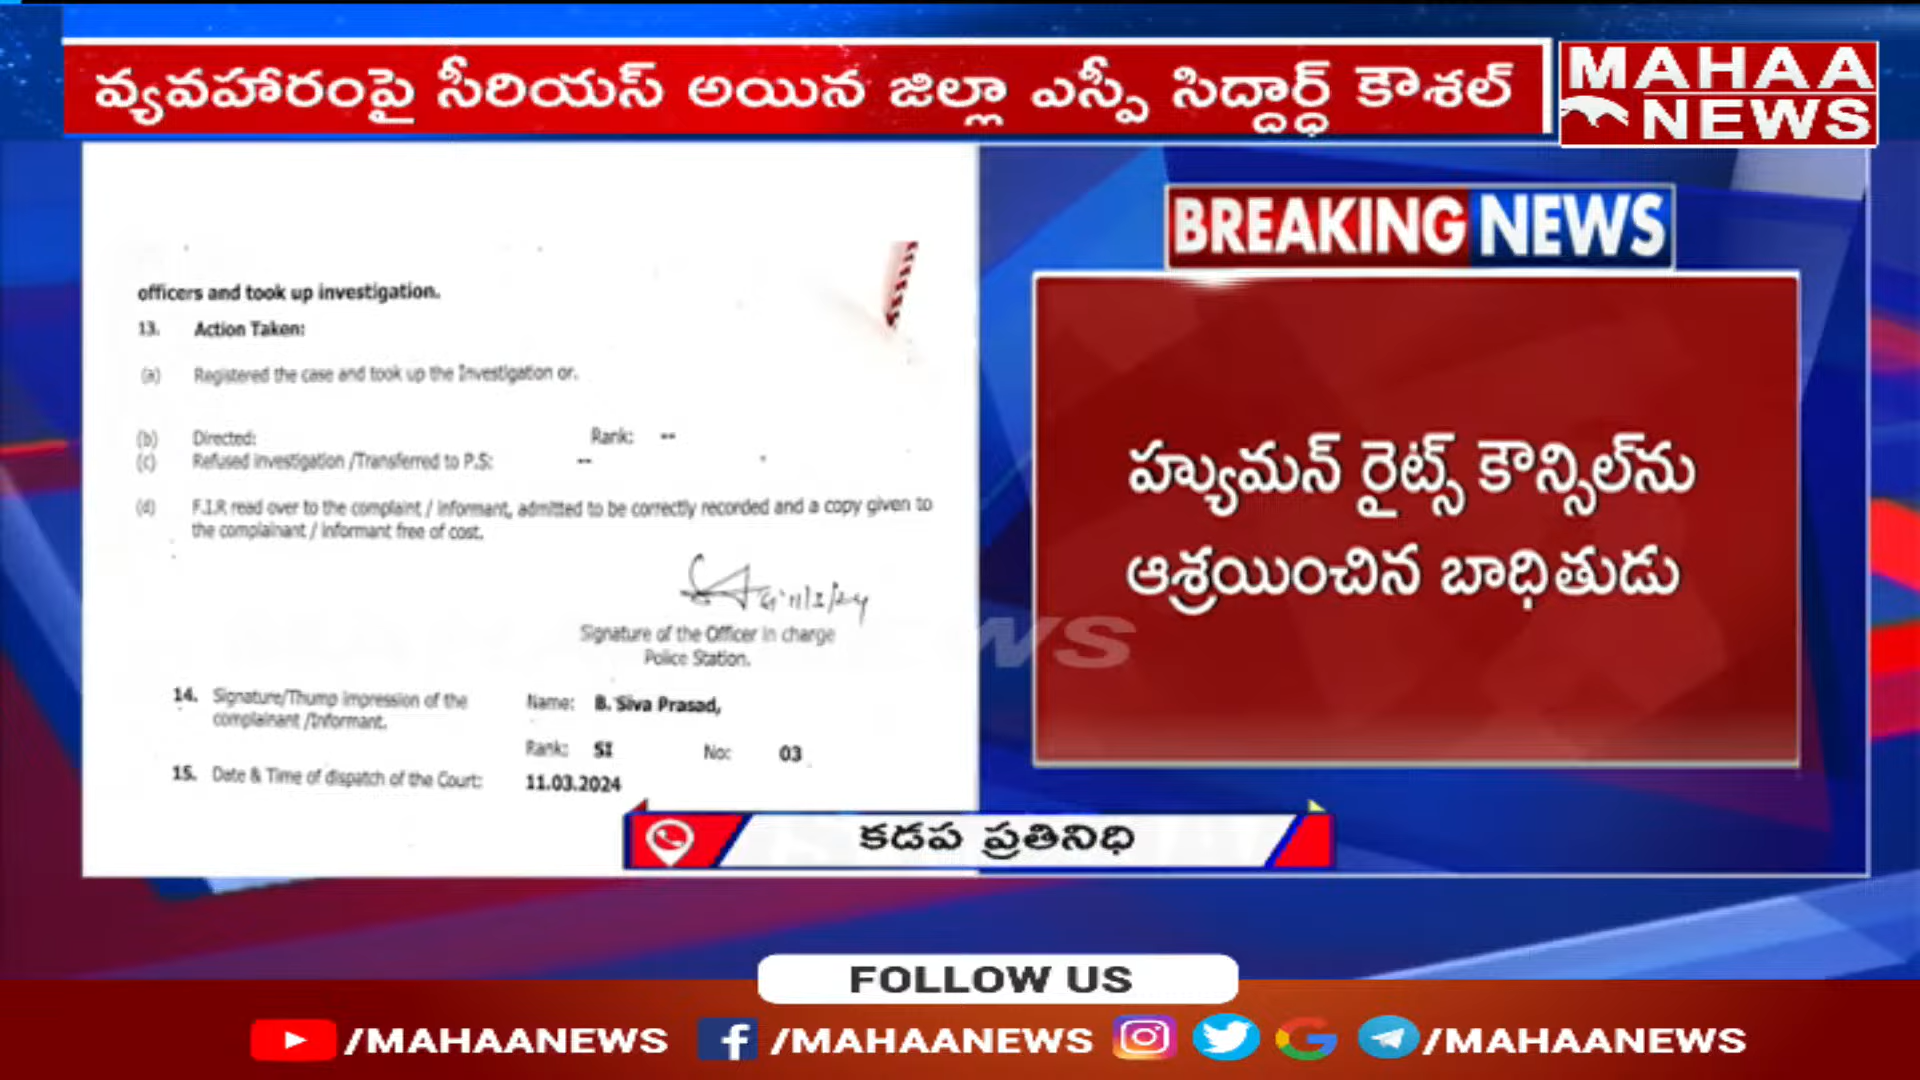 వ్యవహారంపై సీరియస్ అయిన జిల్లా ఎస్పీ సిద్దార్ధ్ కౌశల్
MAHAA
NEWS
BREAKING NEWS
officers and took up investigation.
13. Action Taken:
(a) Registered the case and took up the Investigation or.
(b) Directed: Rank: --
(c) Refused investigation /Transferred to P.S: --
(d) F.I.R read over to the complaint / informant, admitted to be correctly recorded and a copy given to
the complainant / informant free of cost.
Signature of the Officer in charge
Police Station.
14. Signature/Thump impression of the
complainant /Informant.
Name: B. Siva Prasad,
Rank: SI No: 03
15. Date & Time of dispatch of the Court: 11.03.2024
హ్యుమన్ రైట్స్ కౌన్సిల్‌ను
ఆశ్రయించిన బాధితుడు
కడప ప్రతినిధి
FOLLOW US
/MAHAANEWS /MAHAANEWS /MAHAANEWS